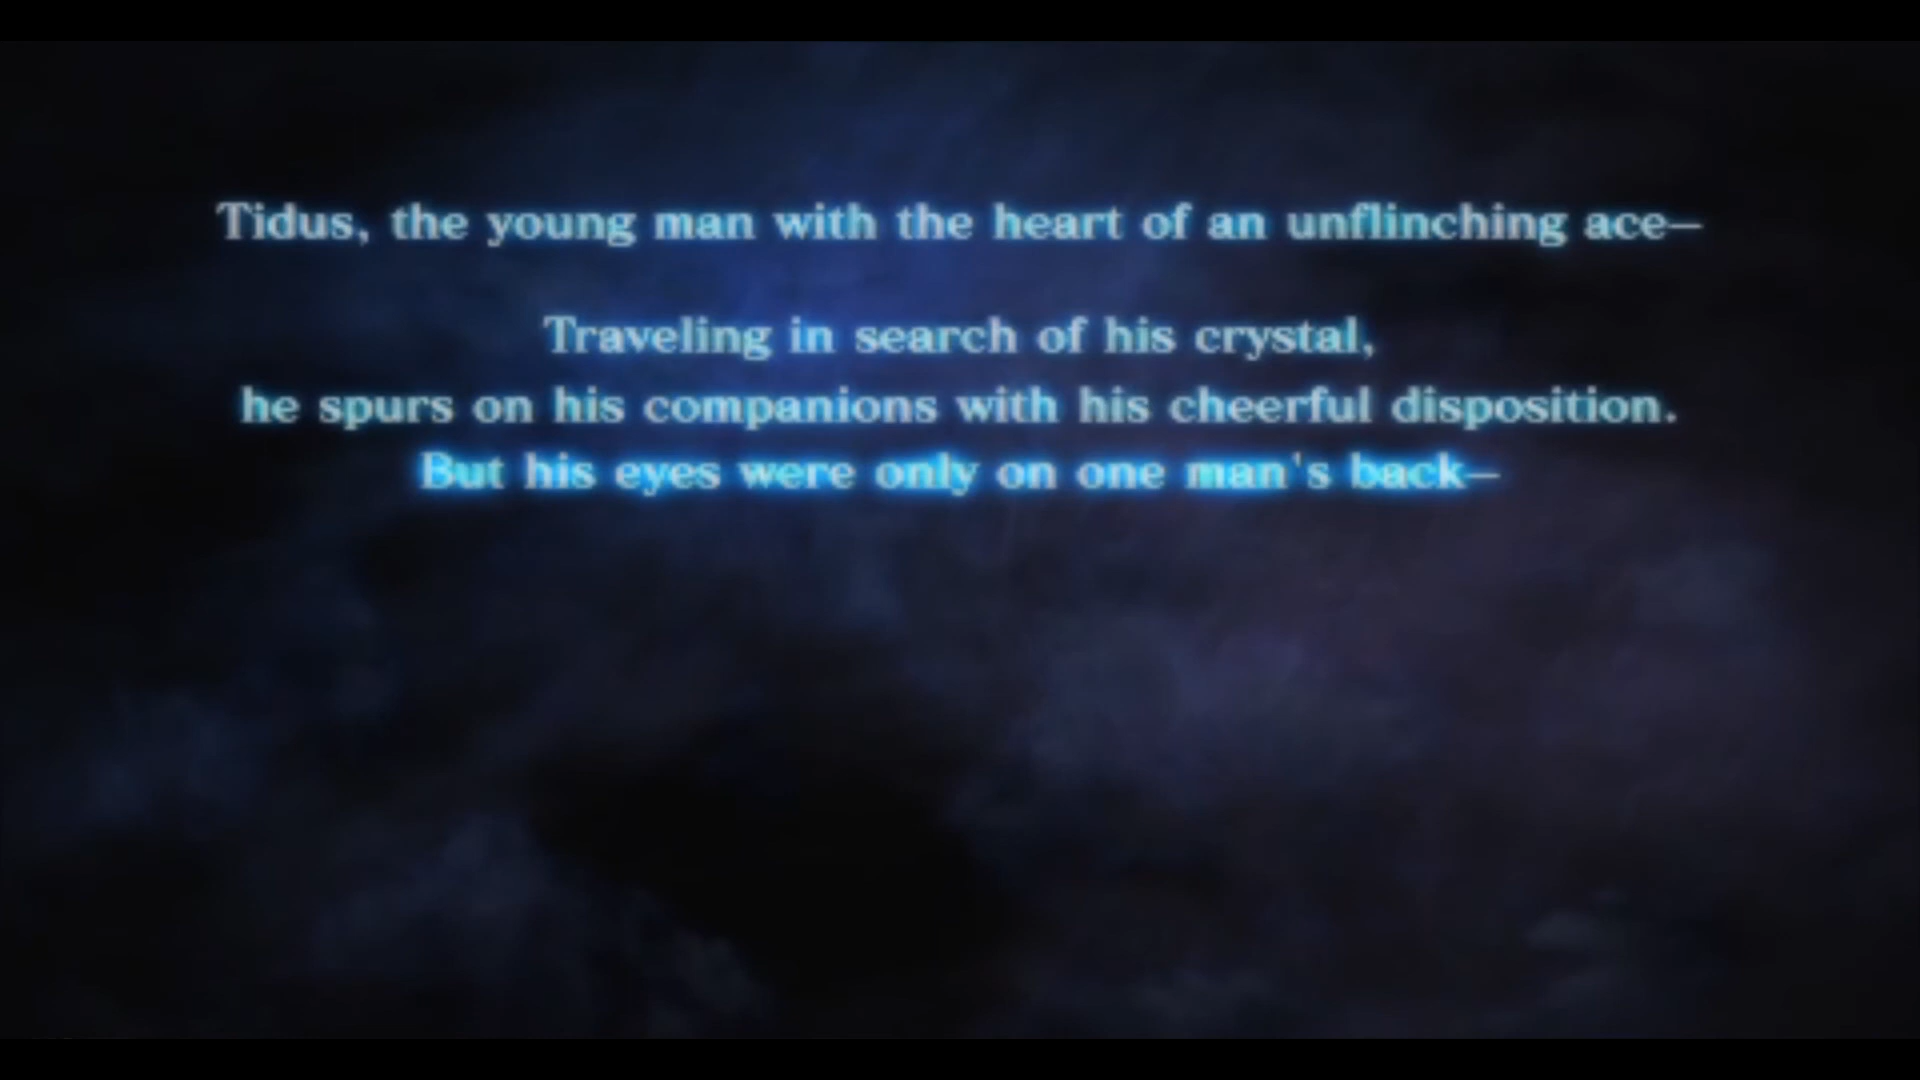 Tidus, the young man with the heart of an unflinching ace—
Traveling in search of his crystal,
he spurs on his companions with his cheerful disposition.
But his eyes were only on one man's back—